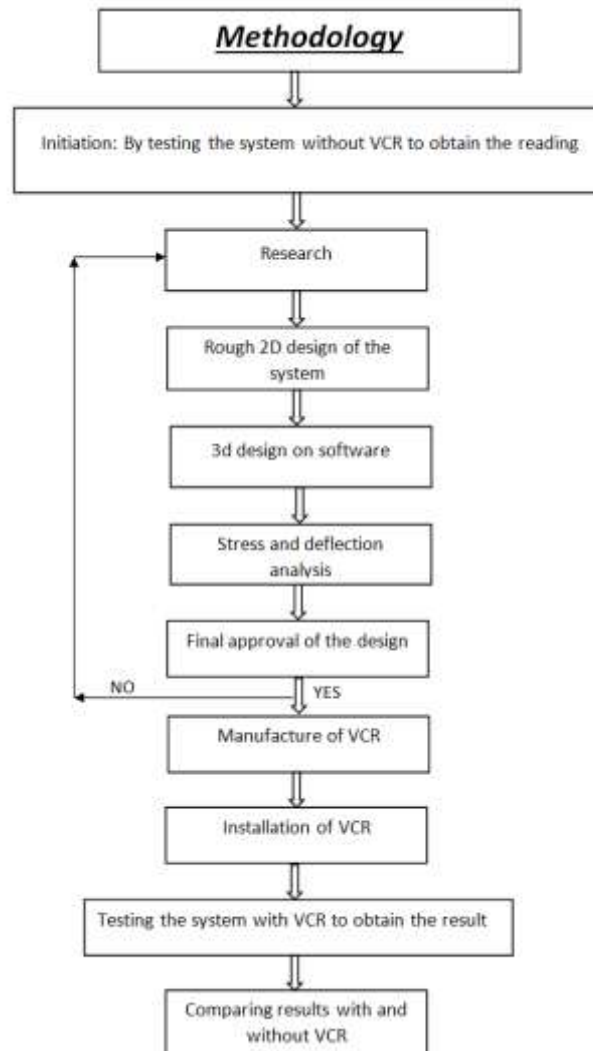 Methodology
Initiation: By testing the system without VCR to obtain the reading
Research
Rough 2D design of the
system
3d design on software
Stress and deflection
analysis
Final approval of the design
NO
YES
Manufacture of VCR
Installation of VCR
Testing the system with VCR to obtain the result
Comparing results with and
without VCR